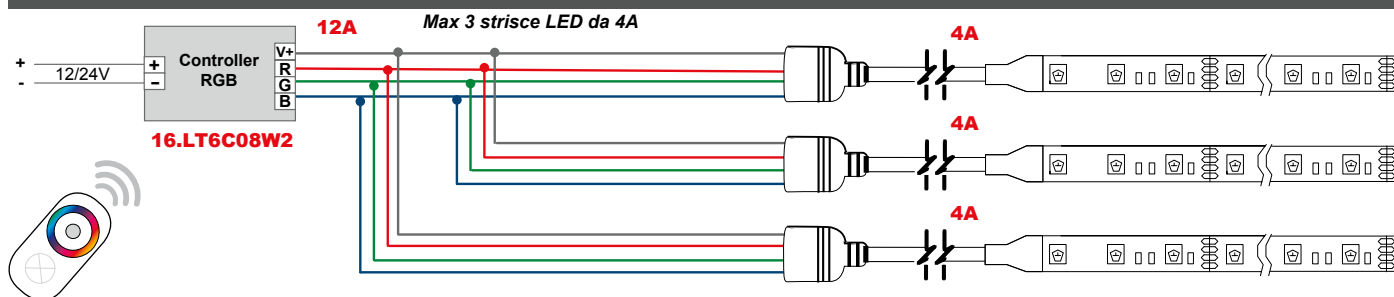 12A
Max 3 strisce LED da 4A
4A
+
-
12/24V
+
-
Controller
RGB
V+
R
G
B
16.LT6C08W2
4A
4A